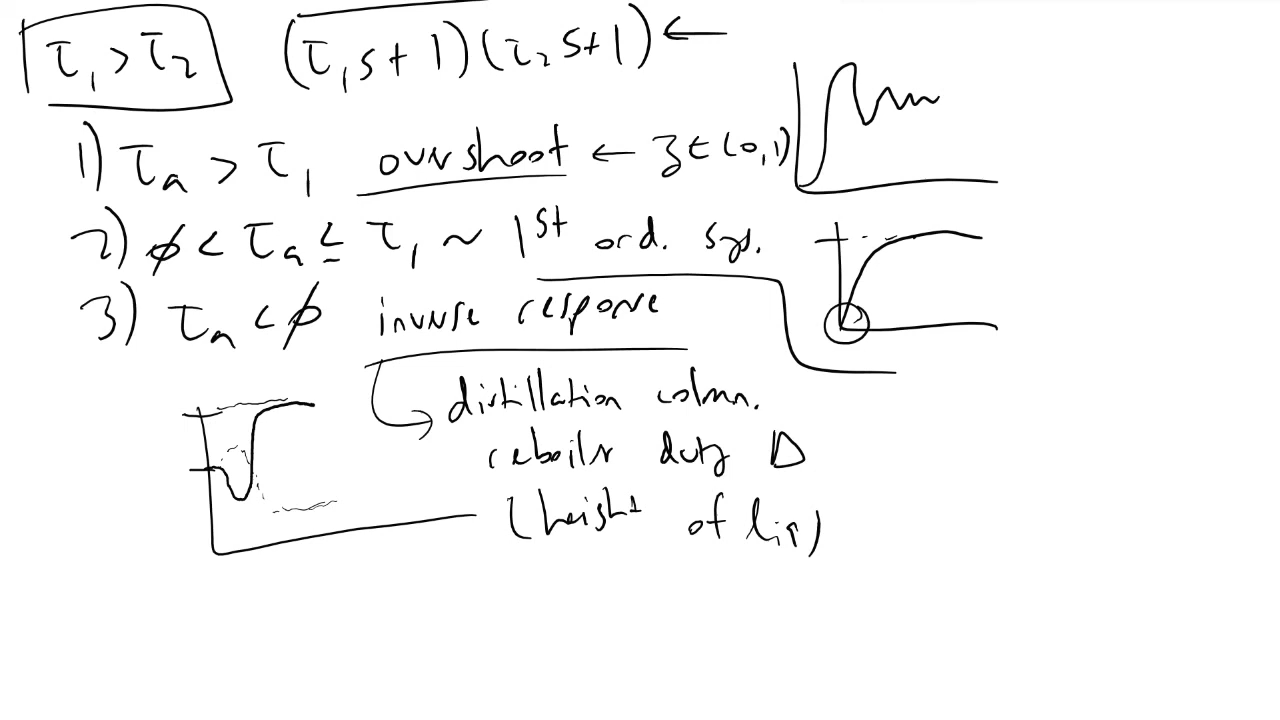 τ₁ > τ₂ (τ₁s + 1)(τ₂s + 1) ←
1) τₐ > τ₁ overshoot ← ζ ∈ (0,1)
2) ϕ < τₐ ≤ τ₁ ~ 1st ord. sys.
3) τₐ < ϕ inverse response
distillation column.
reboiler duty
(height of liq)